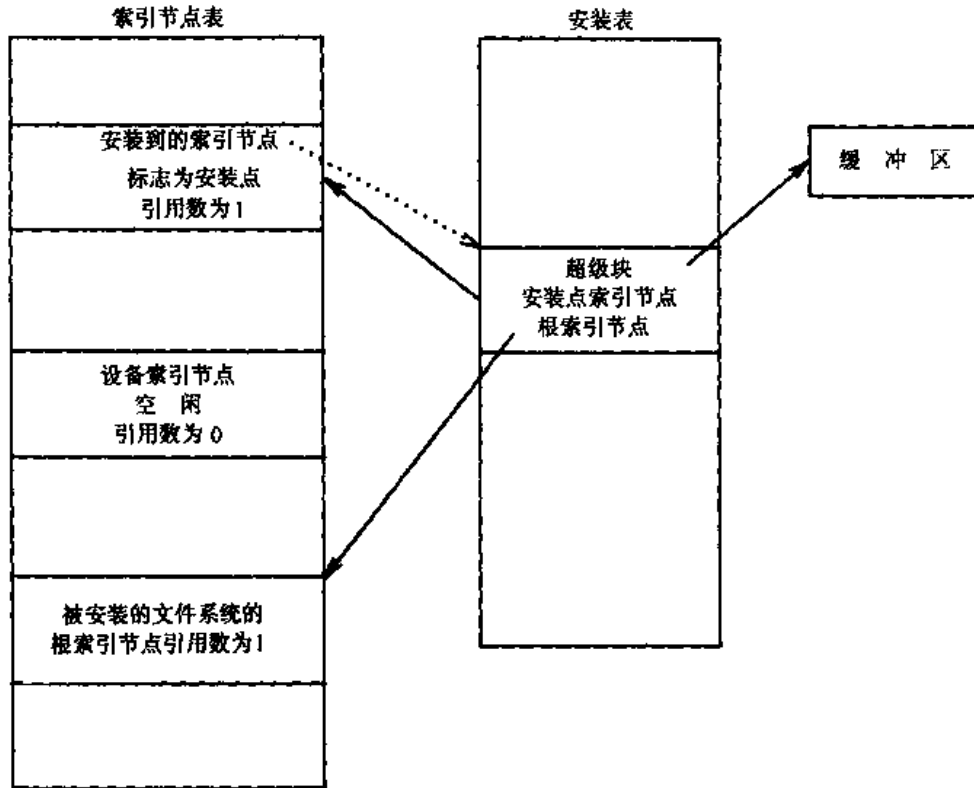 索引节点表
安装到的索引节点
标志为安装点
引用数为1
设备索引节点
空 闲
引用数为0
被安装的文件系统的
根索引节点引用数为1
安装表
超级块
安装点索引节点
根索引节点
缓 冲 区